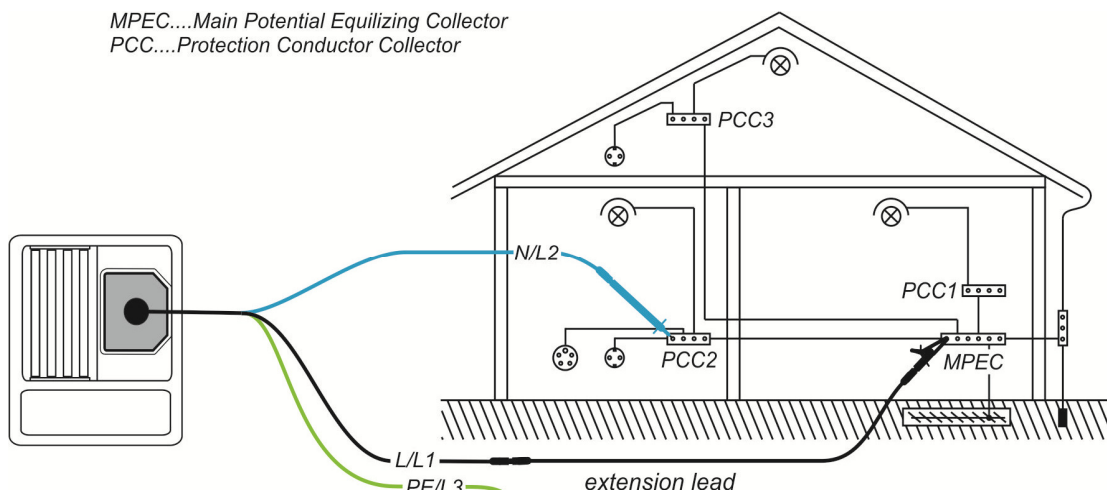 MPEC....Main Potential Equilizing Collector
PCC....Protection Conductor Collector
PCC3
N/L2
PCC1
PCC2
MPEC
L/L1
extension lead
PE/L3